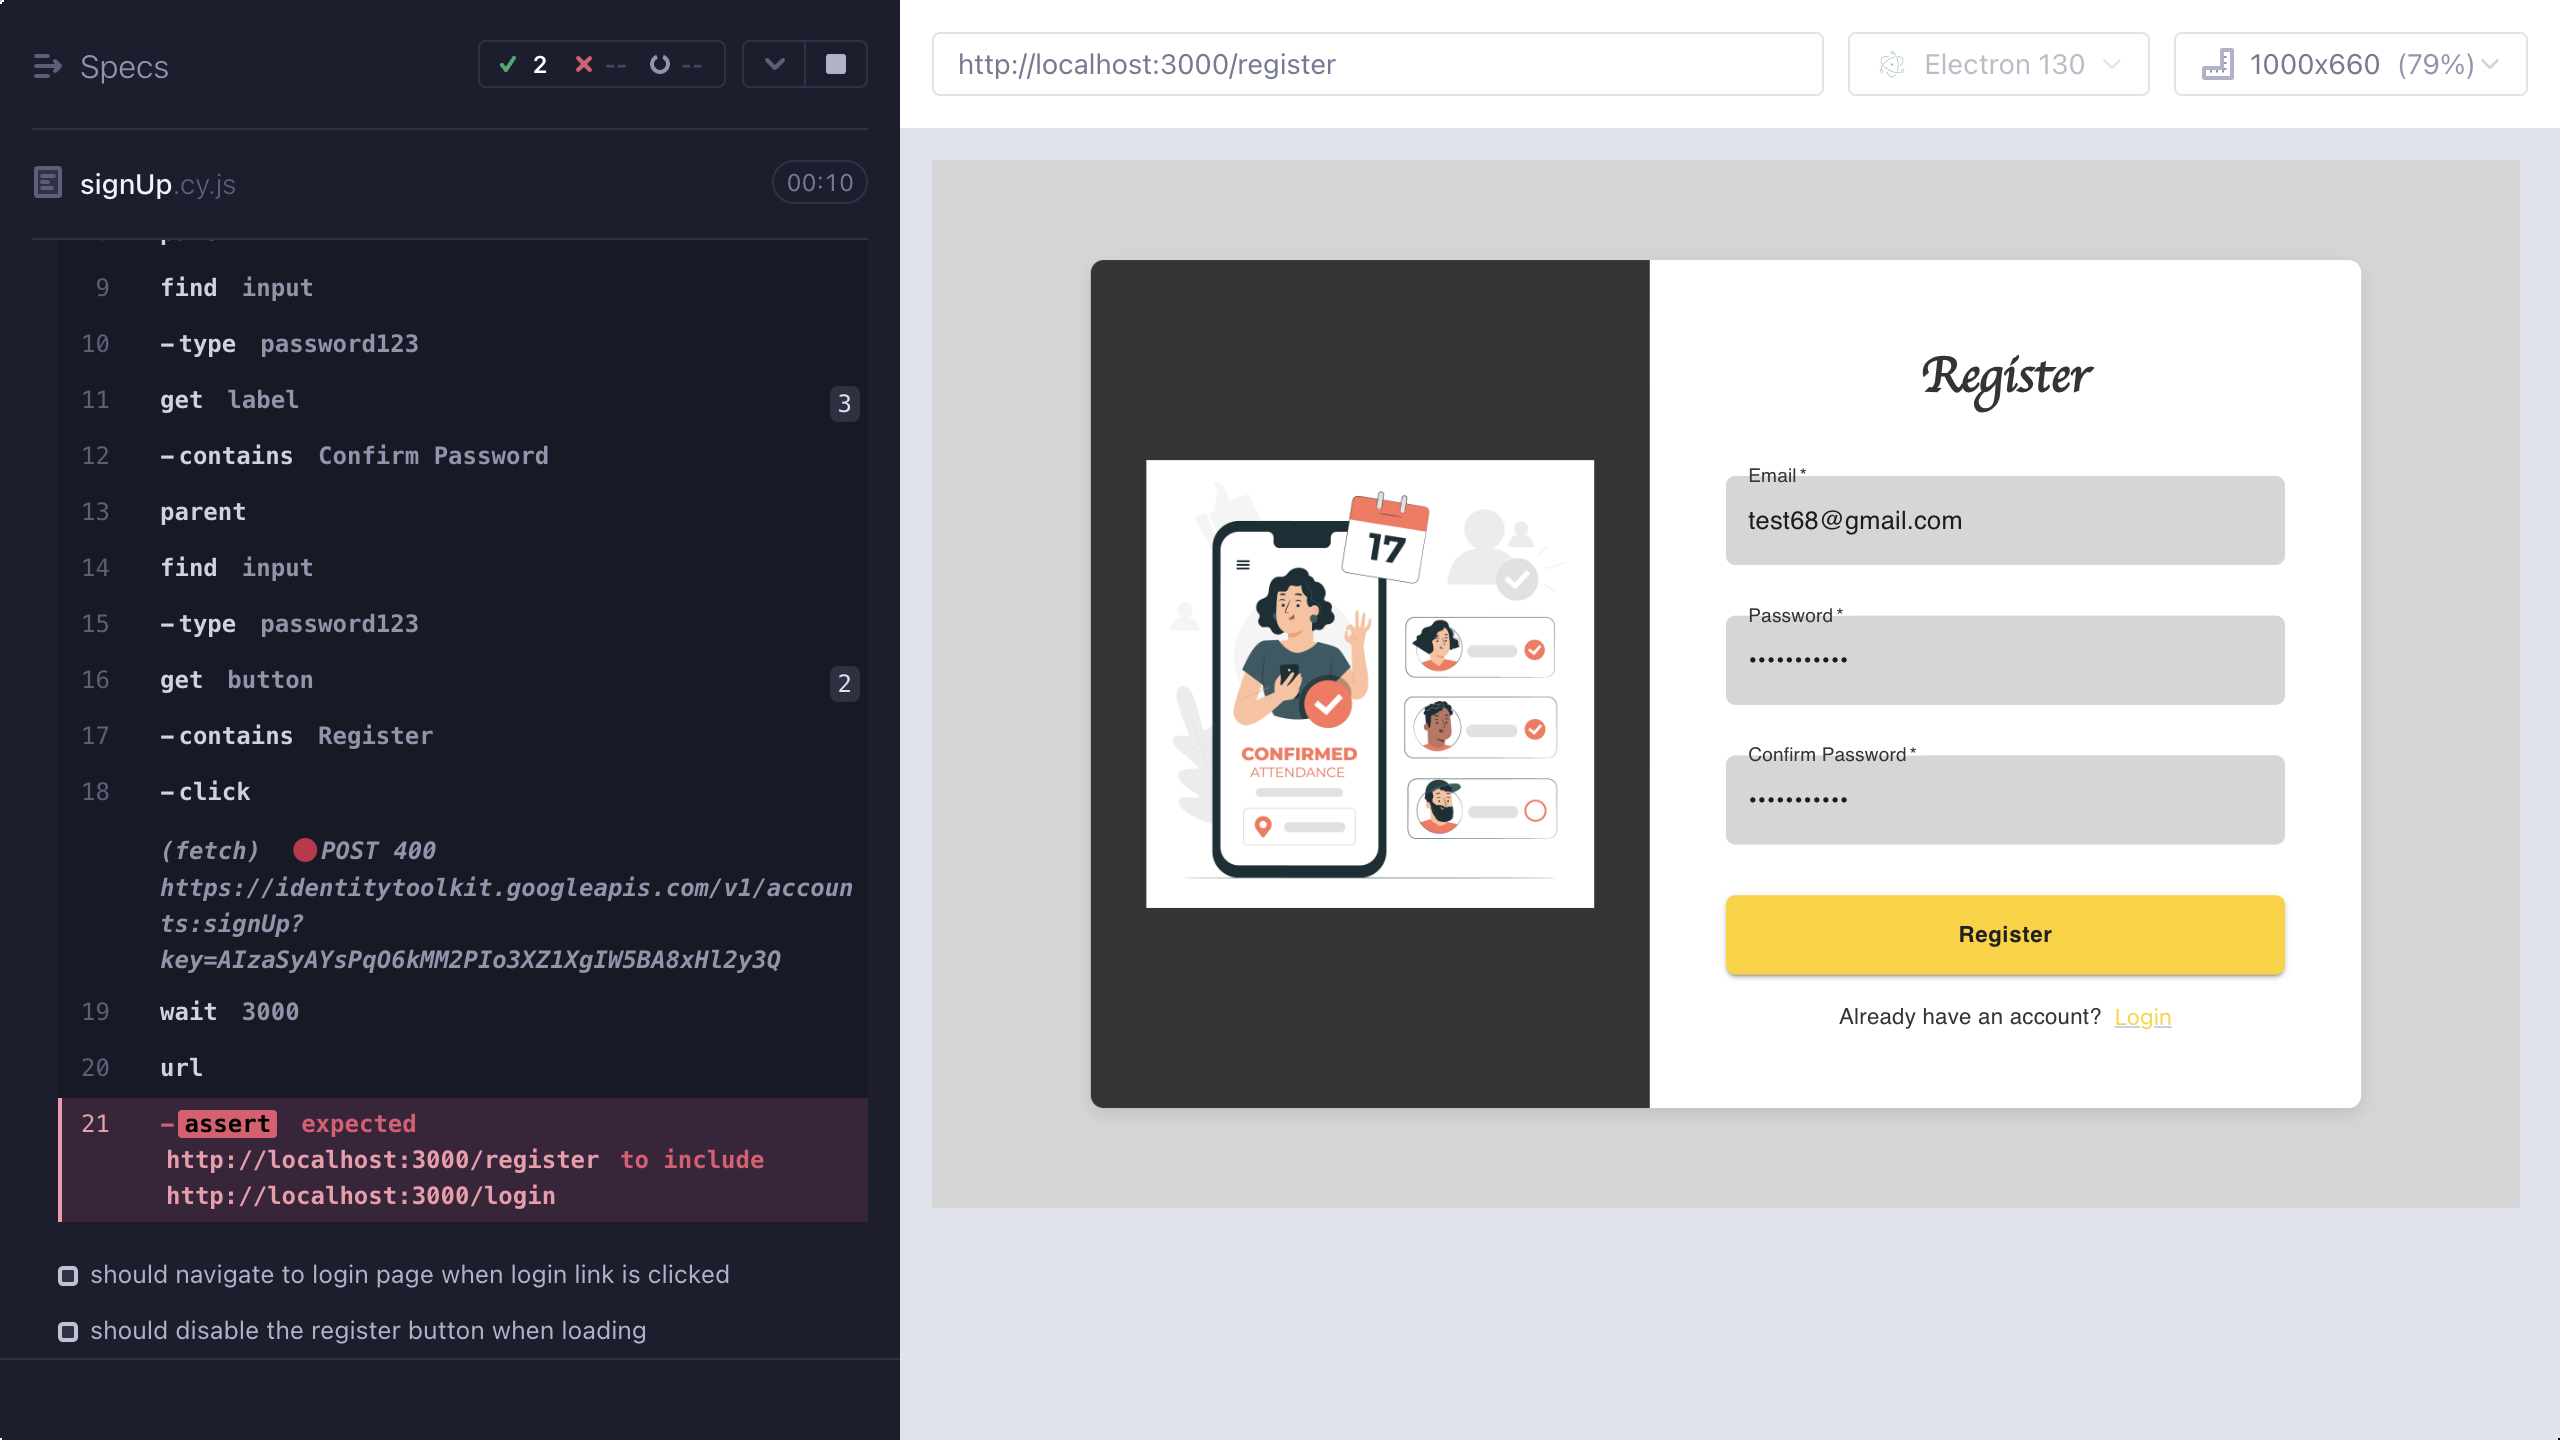 Specs
2 -- --
signUp.cy.js
00:10
9 find input
10 -type password123
11 get label 3
12 -contains Confirm Password
13 parent
14 find input
15 -type password123
16 get button 2
17 -contains Register
18 -click
(fetch) POST 400
https://identitytoolkit.googleapis.com/v1/accoun
ts:signUp?
key=AIzaSyAYsPqO6kMM2PIo3XZ1XgIW5BA8xHl2y3Q
19 wait 3000
20 url
21 -assert expected
http://localhost:3000/register to include
http://localhost:3000/login
should navigate to login page when login link is clicked
should disable the register button when loading
http://localhost:3000/register
Electron 130
1000x660 (79%)
17
CONFIRMED
ATTENDANCE
Register
Email *
test68@gmail.com
Password *
•••••••••••
Confirm Password *
•••••••••••
Register
Already have an account? Login